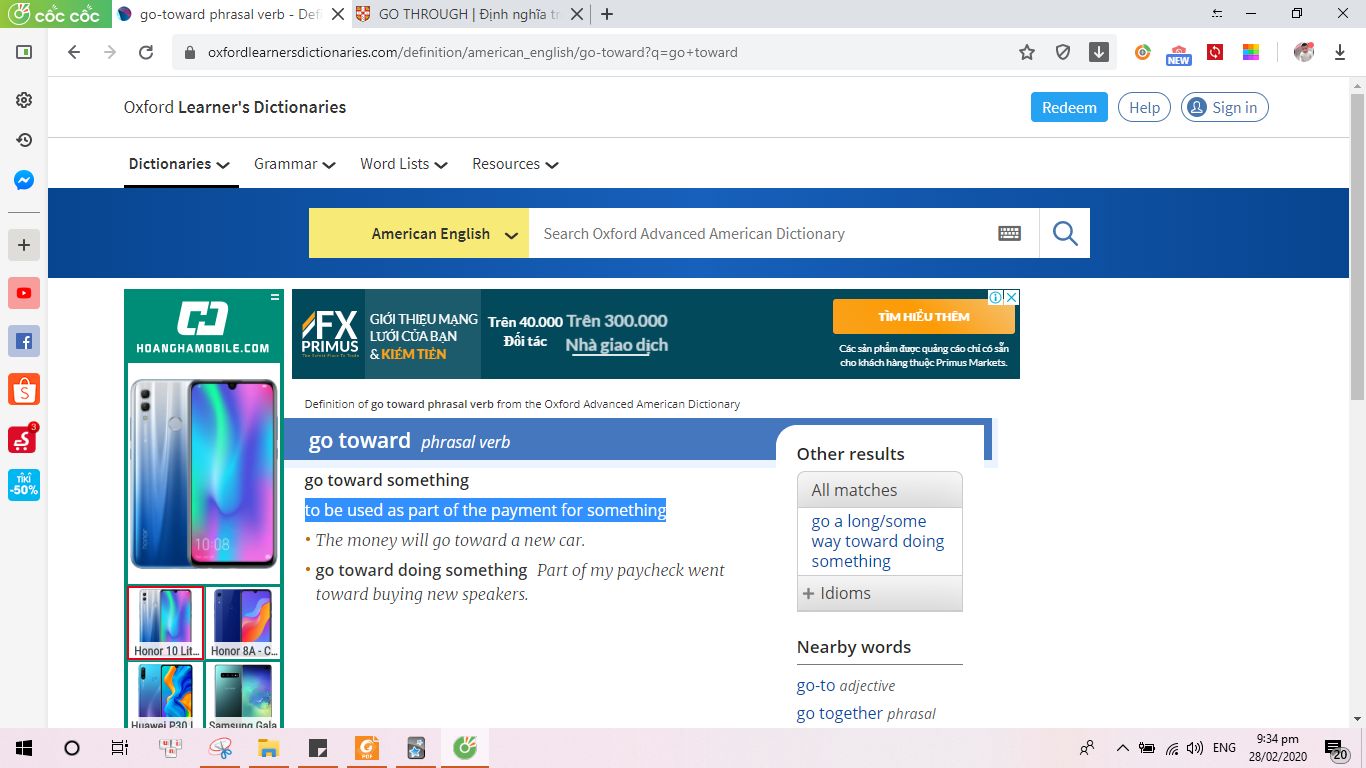 cốc cốc
go-toward phrasal verb - Defi
GO THROUGH | Định nghĩa tr
oxfordlearnersdictionaries.com/definition/american_english/go-toward?q=go+toward
NEW
Oxford Learner's Dictionaries
Redeem
Help
Sign in
Dictionaries
Grammar
Word Lists
Resources
American English
Search Oxford Advanced American Dictionary
HOANGHAMOBILE.COM
FX
PRIMUS
GIỚI THIỆU MẠNG
LƯỚI CỦA BẠN
& KIẾM TIỀN
Trên 40.000
Đối tác
Trên 300.000
Nhà giao dịch
TÌM HIỂU THÊM
Các sản phẩm được quảng cáo chỉ có sẵn
cho khách hàng thuộc Primus Markets.
Definition of go toward phrasal verb from the Oxford Advanced American Dictionary
go toward phrasal verb
go toward something
to be used as part of the payment for something
• The money will go toward a new car.
• go toward doing something Part of my paycheck went
toward buying new speakers.
Other results
All matches
go a long/some
way toward doing
something
+ Idioms
Nearby words
go-to adjective
go together phrasal
honor
10:08
Honor 10 Lit...
Honor 8A - C...
Huawei P30 L
Samsung Gala
3
TIKI
-50%
PDF
ENG
9:34 pm
28/02/2020
20